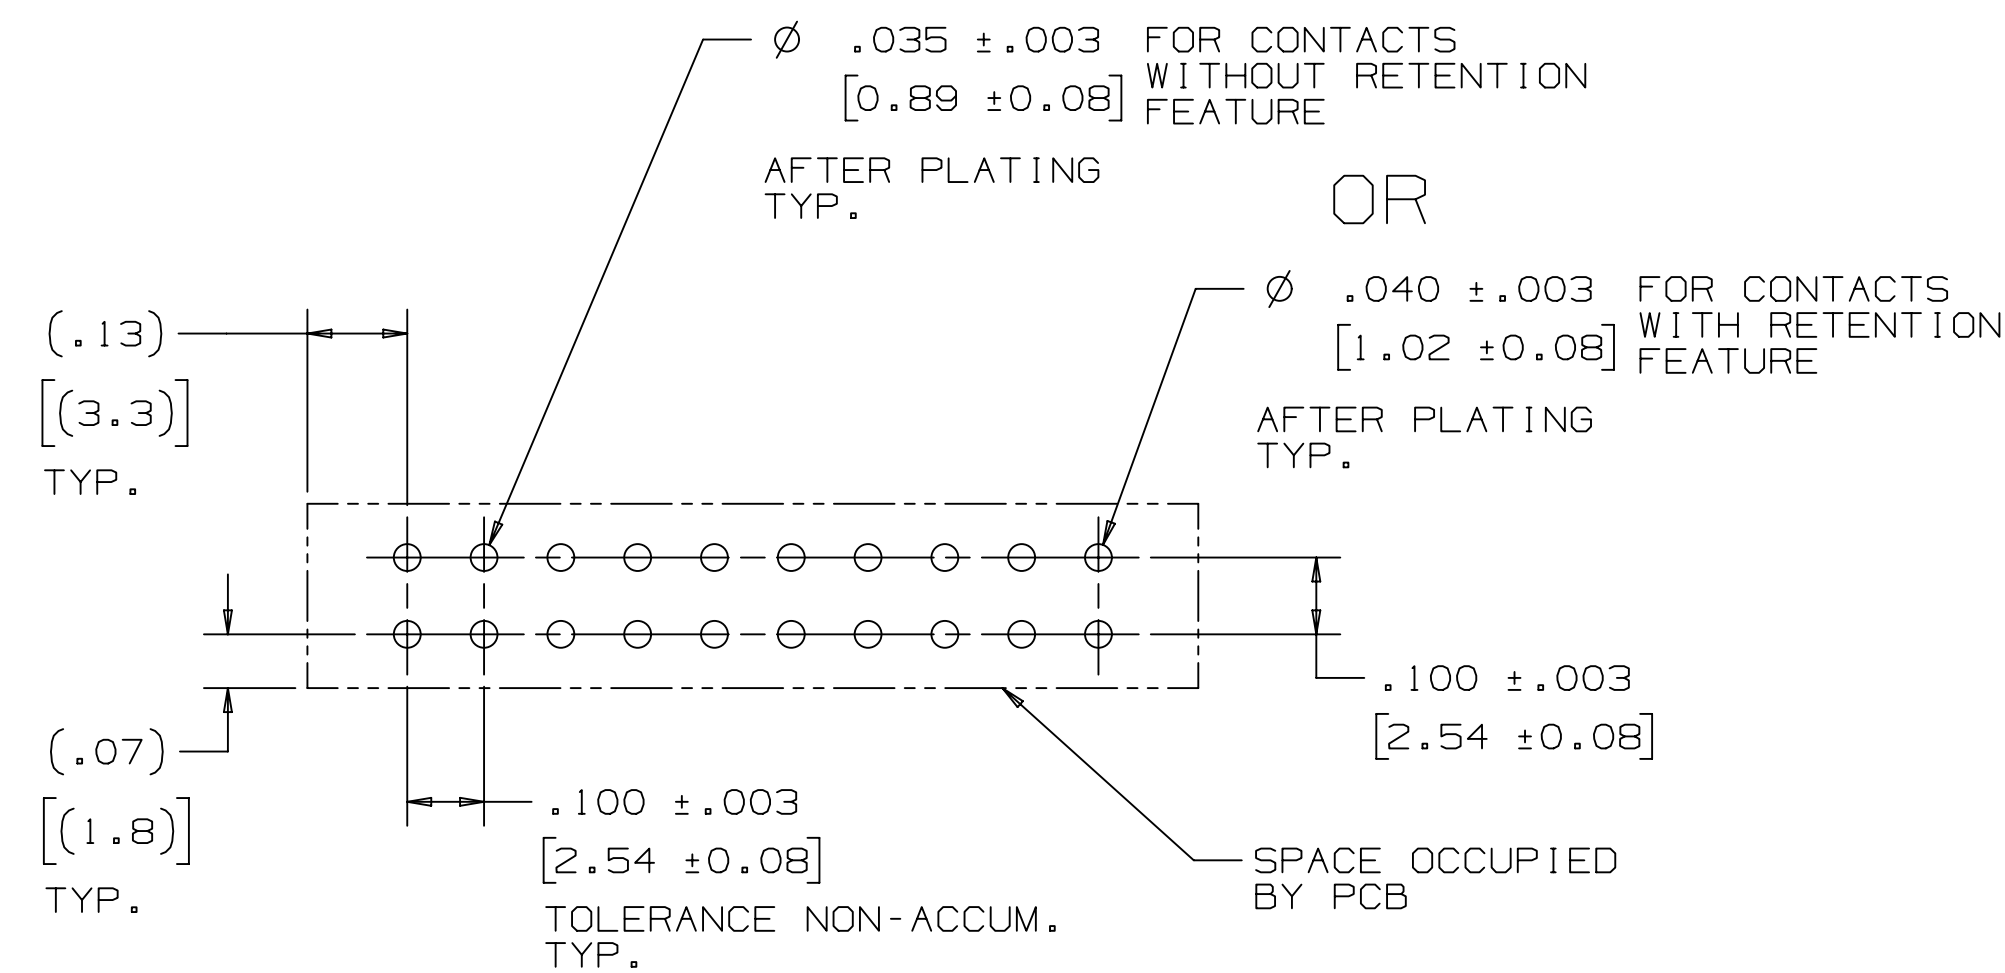 Ø .035 ±.003 FOR CONTACTS
[0.89 ±0.08] WITHOUT RETENTION
FEATURE
AFTER PLATING
TYP.
OR
Ø .040 ±.003 FOR CONTACTS
[1.02 ±0.08] WITH RETENTION
FEATURE
AFTER PLATING
TYP.
(.13)
[(3.3)]
TYP.
.100 ±.003
[2.54 ±0.08]
(.07)
[(1.8)]
TYP.
.100 ±.003
[2.54 ±0.08]
TOLERANCE NON-ACCUM.
TYP.
SPACE OCCUPIED
BY PCB